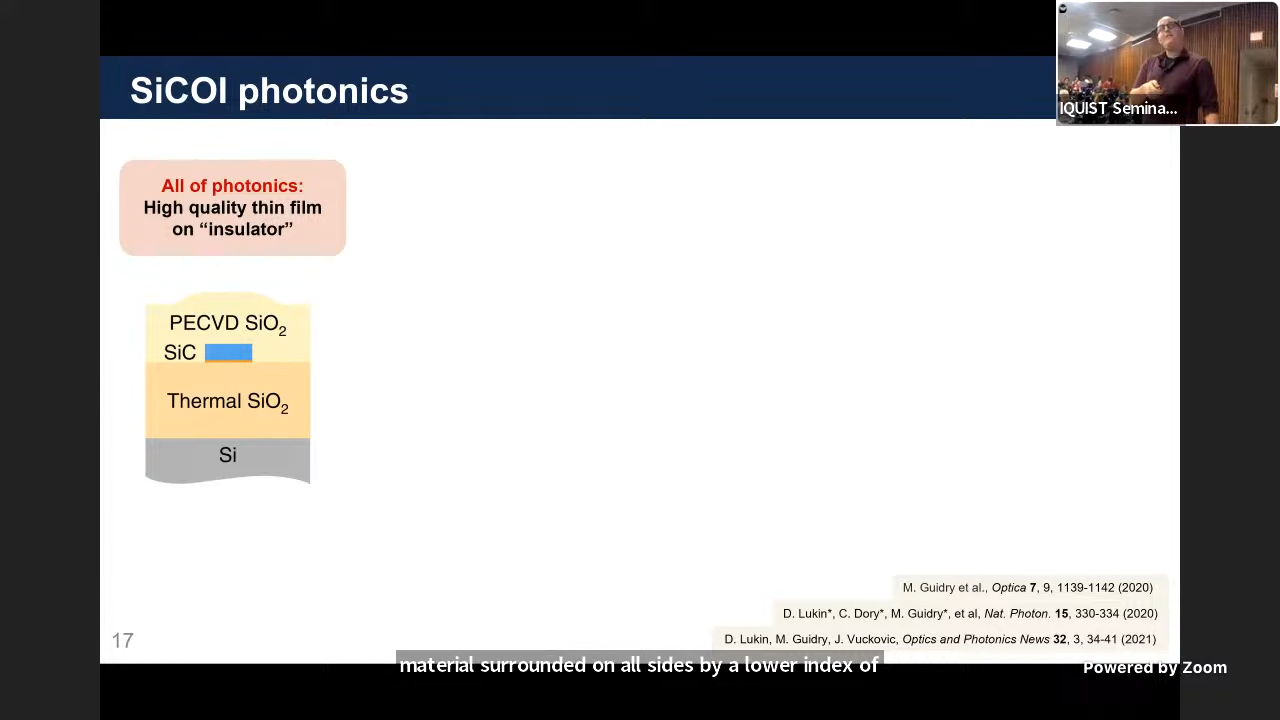 SiCOI photonics
IQUIST Semina...
All of photonics:
High quality thin film
on “insulator”
PECVD SiO2
SiC
Thermal SiO2
Si
M. Guidry et al., Optica 7, 9, 1139-1142 (2020)
D. Lukin*, C. Dory*, M. Guidry*, et al, Nat. Photon. 15, 330-334 (2020)
D. Lukin, M. Guidry, J. Vuckovic, Optics and Photonics News 32, 3, 34-41 (2021)
17
material surrounded on all sides by a lower index of
Powered by Zoom